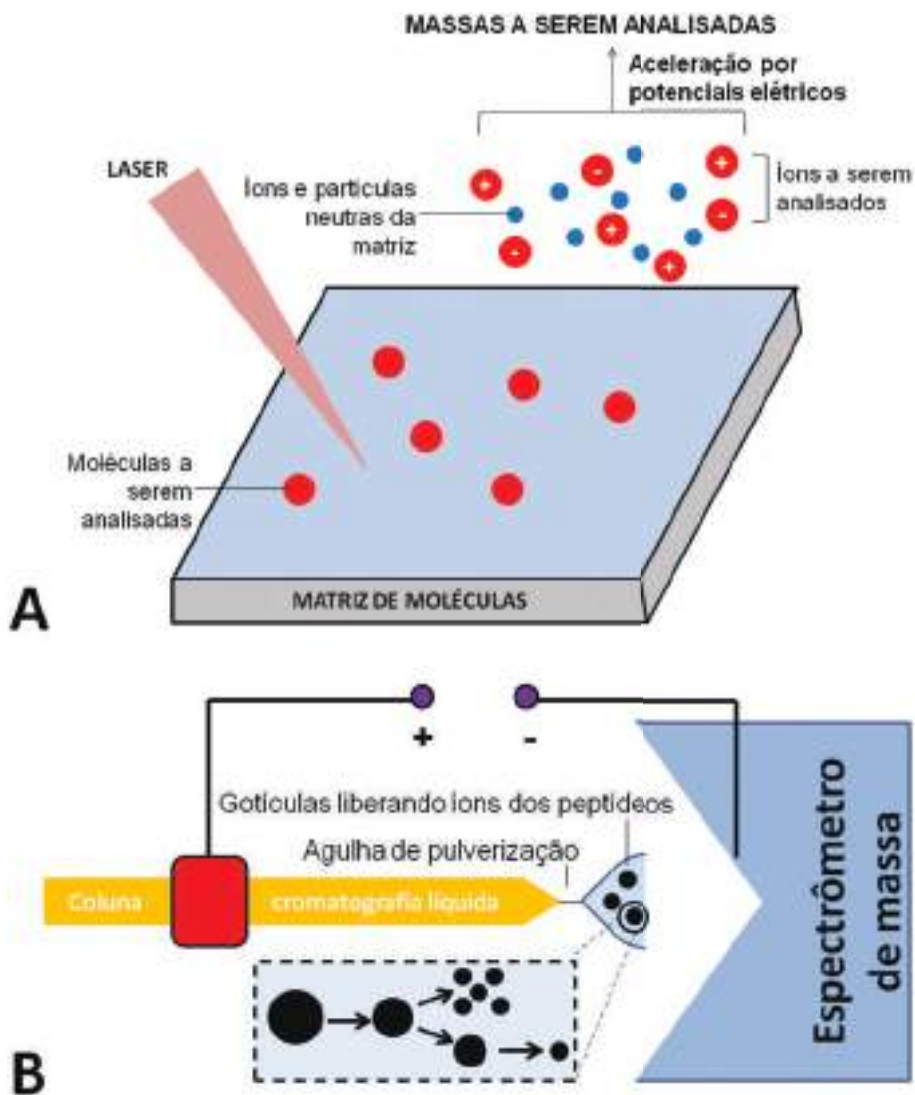 MASSAS A SEREM ANALISADAS
Aceleração por
potenciais elétricos
LASER
Íons e partículas
neutras da
matriz
+
-
+
-
+
-
+
Íons a serem
analisados
Moléculas a
serem
analisadas
MATRIZ DE MOLÉCULAS
A
+
-
Gotículas liberando íons dos peptídeos
Agulha de pulverização
Coluna
cromatografia líquida
Espectrômetro
de massa
B